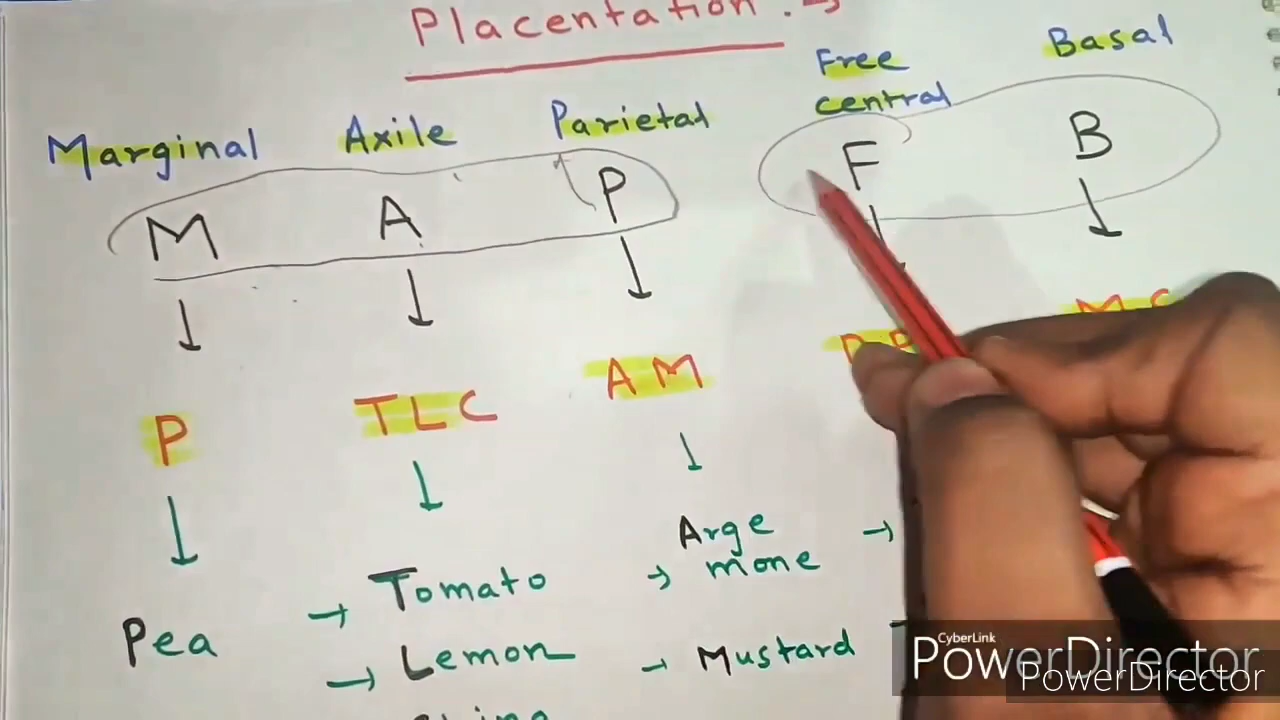 Placentation. →
Marginal
Axile
Parietal
Free
central
Basal
M A P F B
P
TLC
AM
Pea
→ Tomato
→ Lemon
→ Arge
mone
→ Mustard
→
CyberLink
PowerDirector
PowerDirector